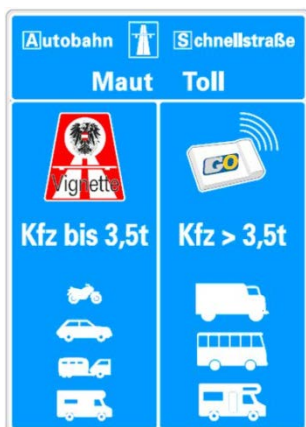 Autobahn Schnellstraße
Maut Toll
Vignette
GO
Kfz bis 3,5t
Kfz > 3,5t